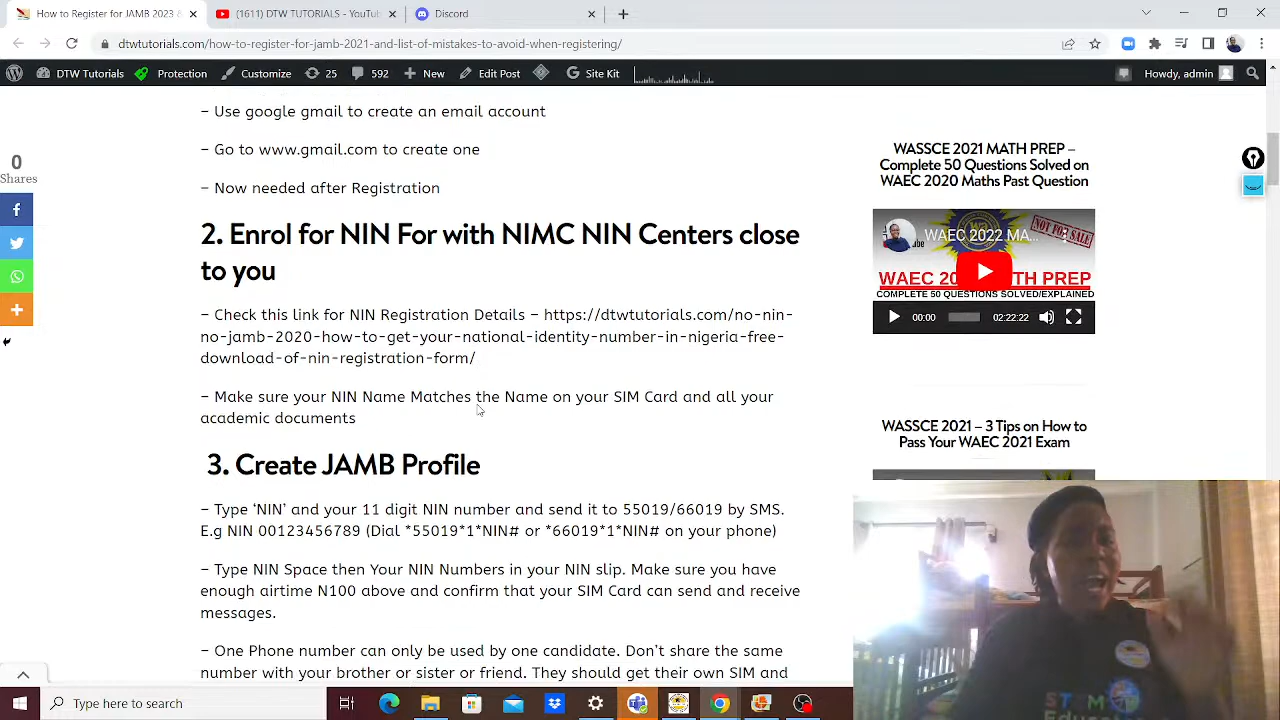 How to Register for JAMB 2023 &
(1611) DTW TUTORIALS - YouTub
Discord
dtwtutorials.com/how-to-register-for-jamb-2021-and-list-of-mistakes-to-avoid-when-registering/
DTW Tutorials
Protection
Customize
25
592
New
Edit Post
Site Kit
Howdy, admin
– Use google gmail to create an email account
– Go to www.gmail.com to create one
– Now needed after Registration
2. Enrol for NIN For with NIMC NIN Centers close
to you
– Check this link for NIN Registration Details – https://dtwtutorials.com/no-nin-
no-jamb-2020-how-to-get-your-national-identity-number-in-nigeria-free-
download-of-nin-registration-form/
– Make sure your NIN Name Matches the Name on your SIM Card and all your
academic documents
3. Create JAMB Profile
– Type ‘NIN’ and your 11 digit NIN number and send it to 55019/66019 by SMS.
E.g NIN 00123456789 (Dial *55019*1*NIN# or *66019*1*NIN# on your phone)
– Type NIN Space then Your NIN Numbers in your NIN slip. Make sure you have
enough airtime N100 above and confirm that your SIM Card can send and receive
messages.
– One Phone number can only be used by one candidate. Don’t share the same
number with your brother or sister or friend. They should get their own SIM and
0
Shares
WASSCE 2021 MATH PREP –
Complete 50 Questions Solved on
WAEC 2020 Maths Past Question
WAEC 2022 MA...
NOT FOR SALE
MATH PREP
COMPLETE 50 QUESTIONS SOLVED/EXPLAINED
00:00
02:22:22
WASSCE 2021 – 3 Tips on How to
Pass Your WAEC 2021 Exam
Type here to search